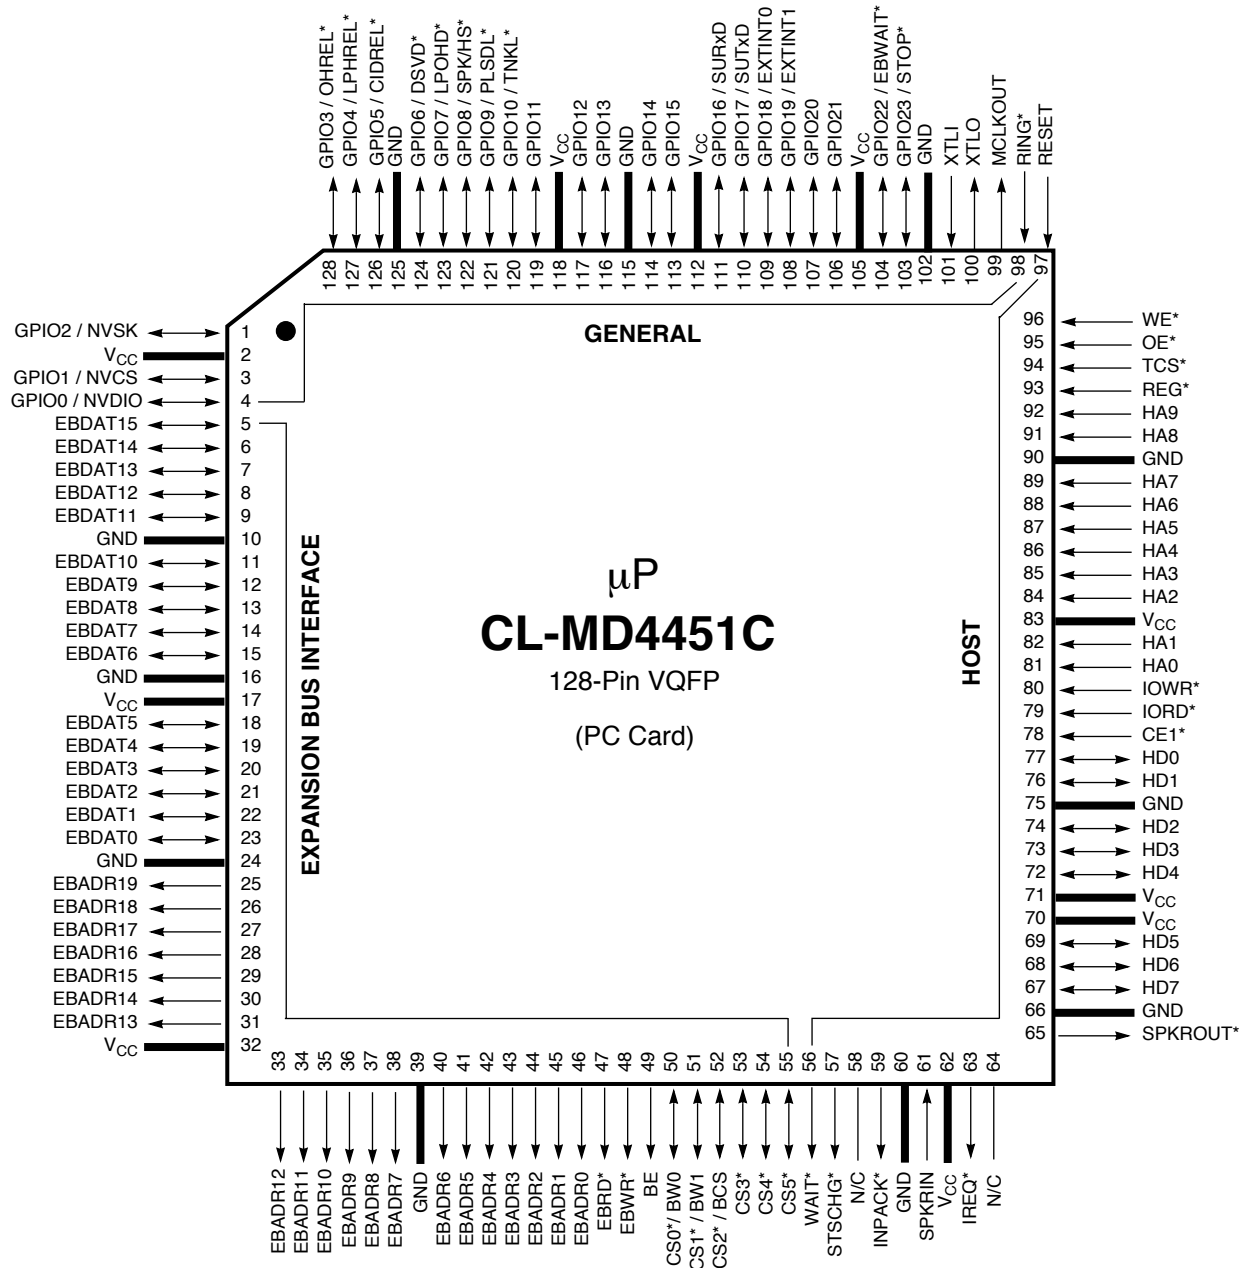 GPIO3 / OHREL*
GPIO4 / LPHREL*
GPIO5 / CIDREL*
GND
GPIO6 / DSVD*
GPIO7 / LPOHD*
GPIO8 / SPK/HS*
GPIO9 / PLSDL*
GPIO10 / TNKL*
GPIO11
VCC
GPIO12
GPIO13
GND
GPIO14
GPIO15
VCC
GPIO16 / SURxD
GPIO17 / SUTxD
GPIO18 / EXTINT0
GPIO19 / EXTINT1
GPIO20
GPIO21
VCC
GPIO22 / EBWAIT*
GPIO23 / STOP*
GND
XTLI
XTLO
MCLKOUT
RING*
RESET
128
127
126
125
124
123
122
121
120
119
118
117
116
115
114
113
112
111
110
109
108
107
106
105
104
103
102
101
100
99
98
97
GPIO2 / NVSK 1
VCC 2
GPIO1 / NVCS 3
GPIO0 / NVDIO 4
EBDAT15 5
EBDAT14 6
EBDAT13 7
EBDAT12 8
EBDAT11 9
GND 10
EBDAT10 11
EBDAT9 12
EBDAT8 13
EBDAT7 14
EBDAT6 15
GND 16
VCC 17
EBDAT5 18
EBDAT4 19
EBDAT3 20
EBDAT2 21
EBDAT1 22
EBDAT0 23
GND 24
EBADR19 25
EBADR18 26
EBADR17 27
EBADR16 28
EBADR15 29
EBADR14 30
EBADR13 31
VCC 32
GENERAL
EXPANSION BUS INTERFACE
µP
CL-MD4451C
128-Pin VQFP
(PC Card)
HOST
96 WE*
95 OE*
94 TCS*
93 REG*
92 HA9
91 HA8
90 GND
89 HA7
88 HA6
87 HA5
86 HA4
85 HA3
84 HA2
83 VCC
82 HA1
81 HA0
80 IOWR*
79 IORD*
78 CE1*
77 HD0
76 HD1
75 GND
74 HD2
73 HD3
72 HD4
71 VCC
70 VCC
69 HD5
68 HD6
67 HD7
66 GND
65 SPKROUT*
33
34
35
36
37
38
39
40
41
42
43
44
45
46
47
48
49
50
51
52
53
54
55
56
57
58
59
60
61
62
63
64
EBADR12
EBADR11
EBADR10
EBADR9
EBADR8
EBADR7
GND
EBADR6
EBADR5
EBADR4
EBADR3
EBADR2
EBADR1
EBADR0
EBRD*
EBWR*
BE
CS0*/ BW0
CS1* / BW1
CS2* / BCS
CS3*
CS4*
CS5*
WAIT*
STSCHG*
N/C
INPACK*
GND
SPKRIN
VCC
IREQ*
N/C